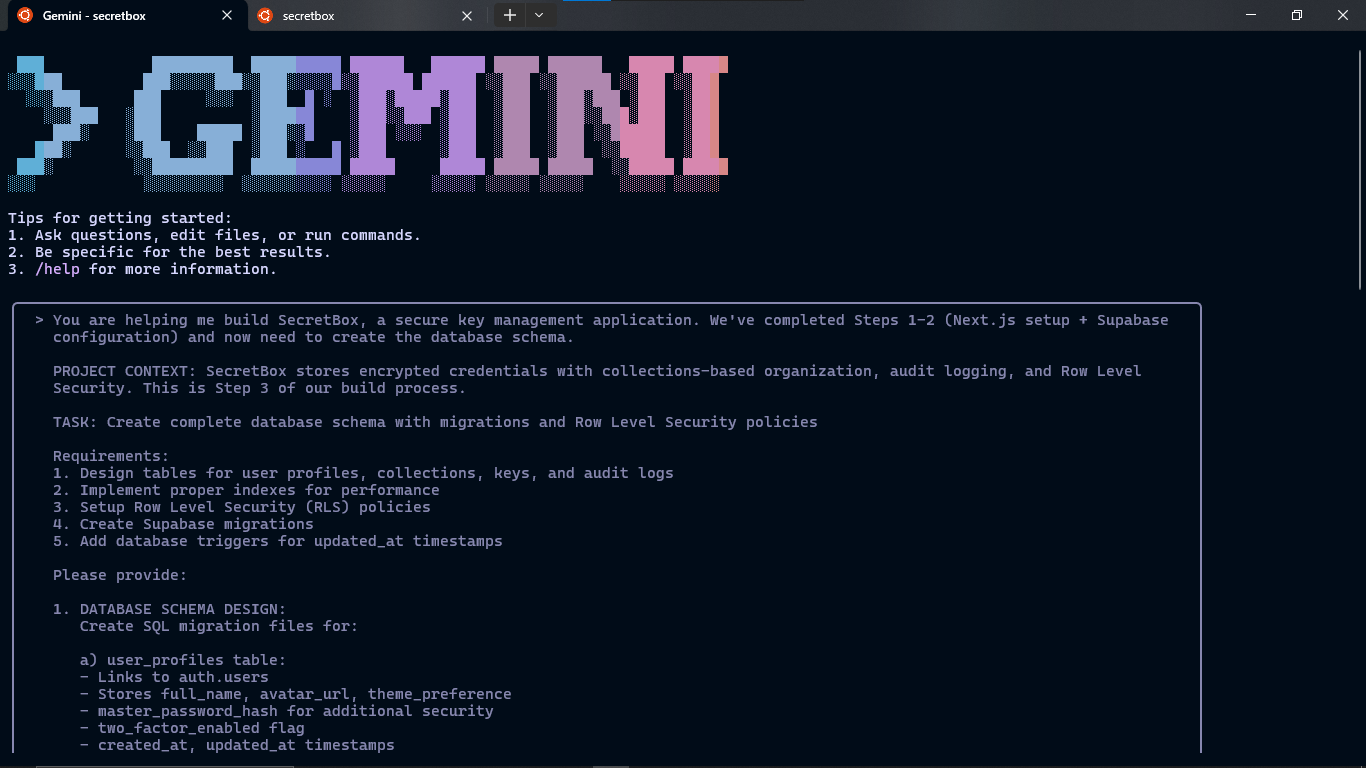 Gemini - secretbox
secretbox
> GEMINI
Tips for getting started:
1. Ask questions, edit files, or run commands.
2. Be specific for the best results.
3. /help for more information.
> You are helping me build SecretBox, a secure key management application. We've completed Steps 1-2 (Next.js setup + Supabase
configuration) and now need to create the database schema.
PROJECT CONTEXT: SecretBox stores encrypted credentials with collections-based organization, audit logging, and Row Level
Security. This is Step 3 of our build process.
TASK: Create complete database schema with migrations and Row Level Security policies
Requirements:
1. Design tables for user profiles, collections, keys, and audit logs
2. Implement proper indexes for performance
3. Setup Row Level Security (RLS) policies
4. Create Supabase migrations
5. Add database triggers for updated_at timestamps
Please provide:
1. DATABASE SCHEMA DESIGN:
Create SQL migration files for:
a) user_profiles table:
- Links to auth.users
- Stores full_name, avatar_url, theme_preference
- master_password_hash for additional security
- two_factor_enabled flag
- created_at, updated_at timestamps